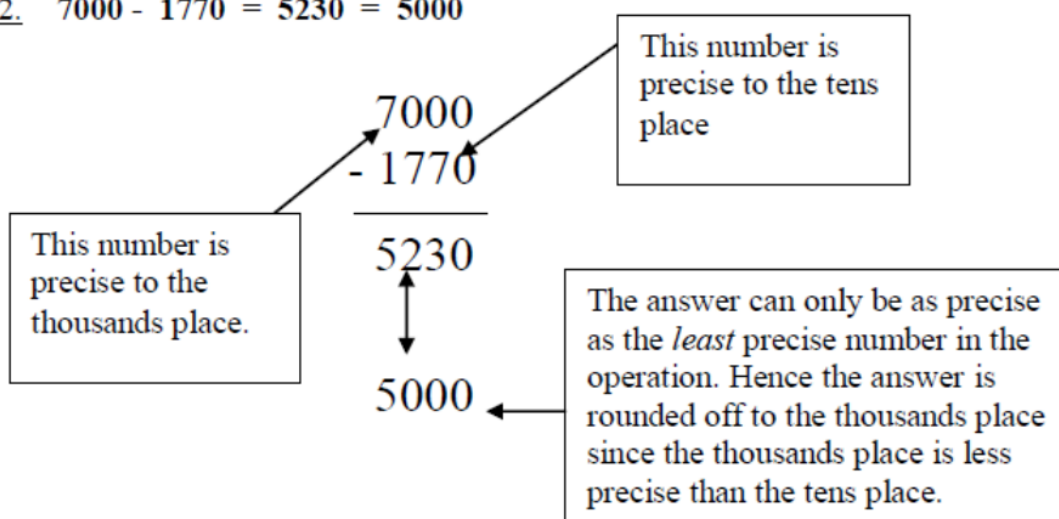 2. 7000 - 1770 = 5230 = 5000
This number is
precise to the tens
place
7000
- 1770
This number is
precise to the
thousands place.
5230
The answer can only be as precise
as the least precise number in the
operation. Hence the answer is
rounded off to the thousands place
since the thousands place is less
precise than the tens place.
5000